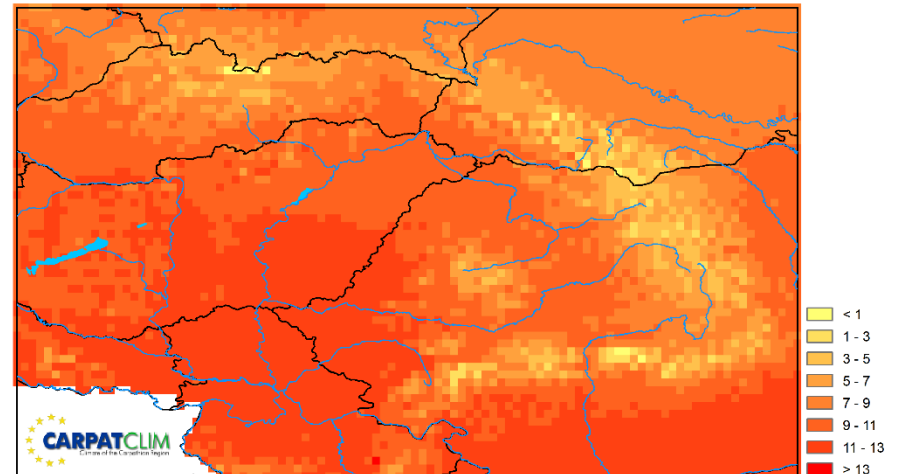 < 1
1 - 3
3 - 5
5 - 7
7 - 9
9 - 11
11 - 13
> 13
CARPATCLIM
Climate of the Carpathian Region